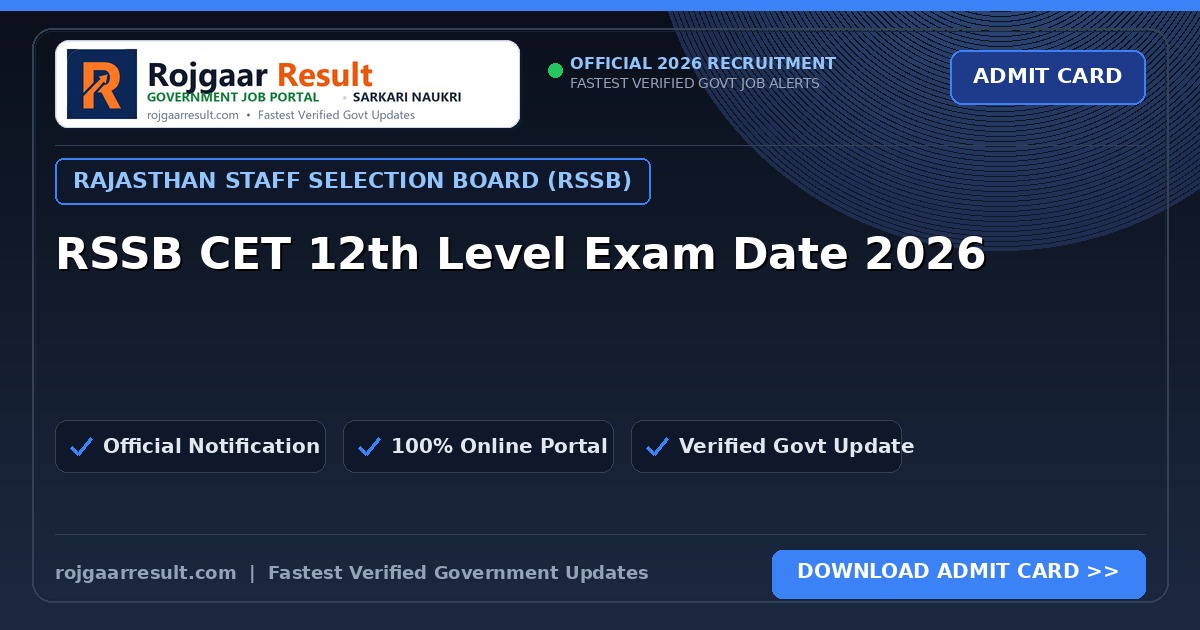 Rojgaar Result
GOVERNMENT JOB PORTAL • SARKARI NAUKRI
rojgaarresult.com • Fastest Verified Govt Updates
OFFICIAL 2026 RECRUITMENT
FASTEST VERIFIED GOVT JOB ALERTS
ADMIT CARD
RAJASTHAN STAFF SELECTION BOARD (RSSB)
RSSB CET 12th Level Exam Date 2026
Official Notification
100% Online Portal
Verified Govt Update
rojgaarresult.com | Fastest Verified Government Updates
DOWNLOAD ADMIT CARD >>